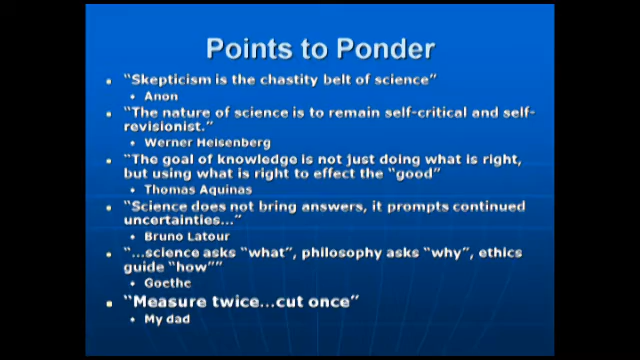 Points to Ponder
"Skepticism is the chastity belt of science"
Anon
"The nature of science is to remain self-critical and self-
revisionist."
Werner Heisenberg
"The goal of knowledge is not just doing what is right,
but using what is right to effect the "good"
Thomas Aquinas
"Science does not bring answers, it prompts continued
uncertainties..."
Bruno Latour
"...science asks "what", philosophy asks "why", ethics
guide "how""
Goethe
"Measure twice...cut once"
My dad